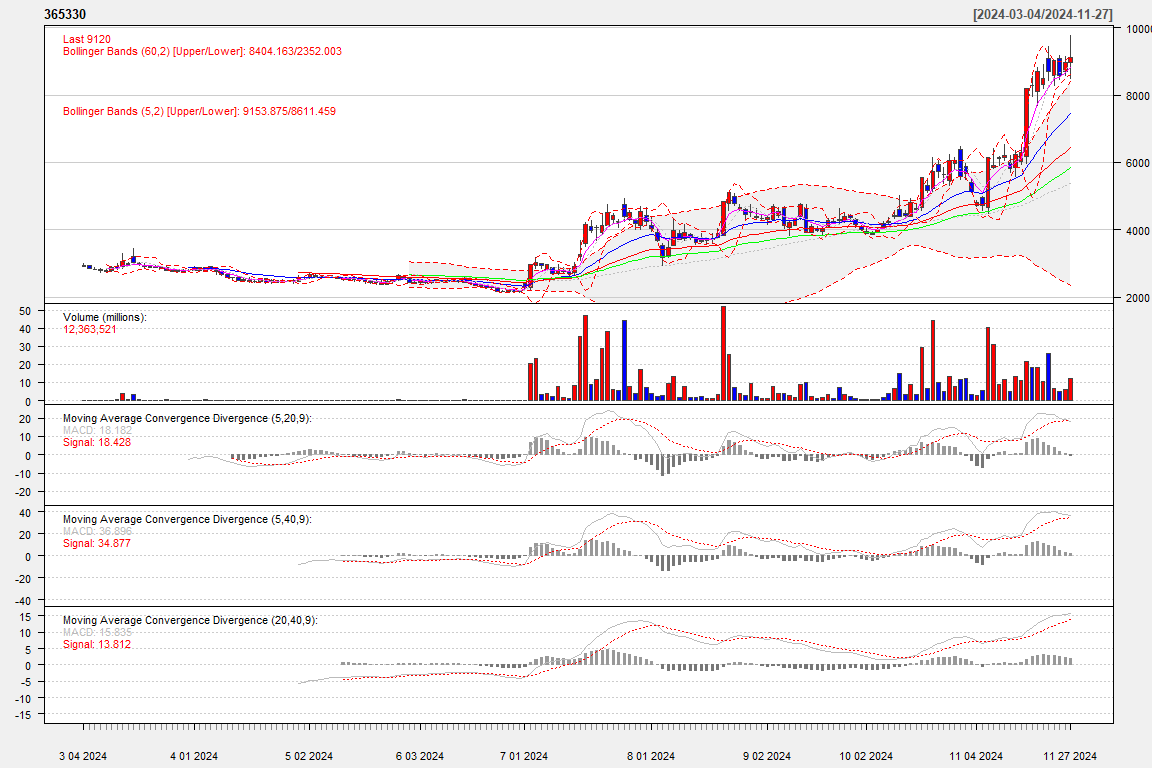 365330 [2024-03-04/2024-11-27]
Last 9120
Bollinger Bands (60,2) [Upper/Lower]: 8404.163/2352.003
Bollinger Bands (5,2) [Upper/Lower]: 9153.875/8611.459
10000
8000
6000
4000
2000
Volume (millions):
12,363,521
50
40
30
20
10
0
Moving Average Convergence Divergence (5,20,9):
MACD: 18.182
Signal: 18.428
20
10
0
-10
-20
Moving Average Convergence Divergence (5,40,9):
MACD: 36.896
Signal: 34.877
40
20
0
-20
-40
Moving Average Convergence Divergence (20,40,9):
MACD: 15.835
Signal: 13.812
15
10
5
0
-5
-10
-15
3 04 2024 4 01 2024 5 02 2024 6 03 2024 7 01 2024 8 01 2024 9 02 2024 10 02 2024 11 04 2024 11 27 2024